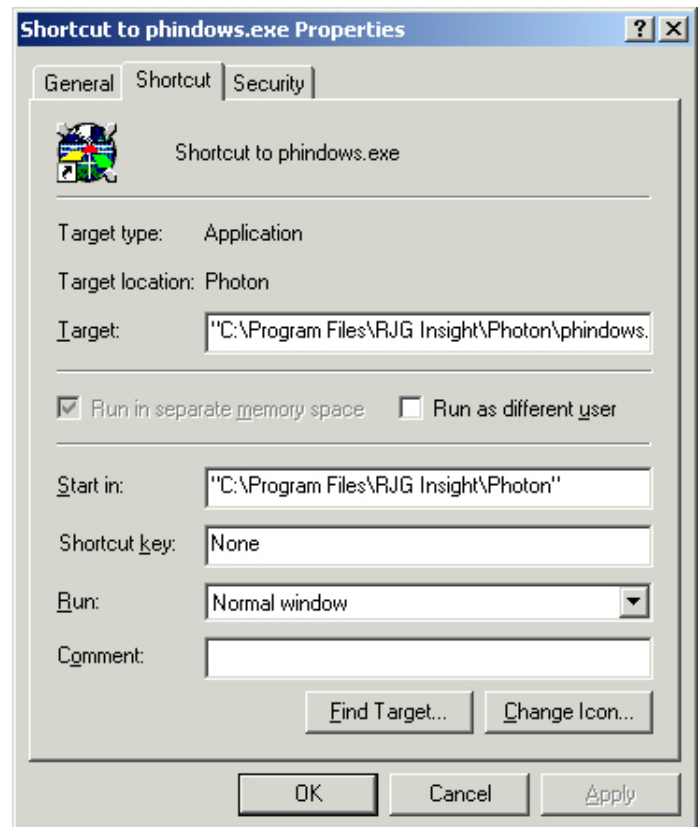 Shortcut to phindows.exe Properties
General Shortcut Security
Shortcut to phindows.exe
Target type: Application
Target location: Photon
Target: "C:\Program Files\RJG Insight\Photon\phindows.
Run in separate memory space Run as different user
Start in: "C:\Program Files\RJG Insight\Photon"
Shortcut key: None
Run: Normal window
Comment:
Find Target... Change Icon...
OK Cancel Apply